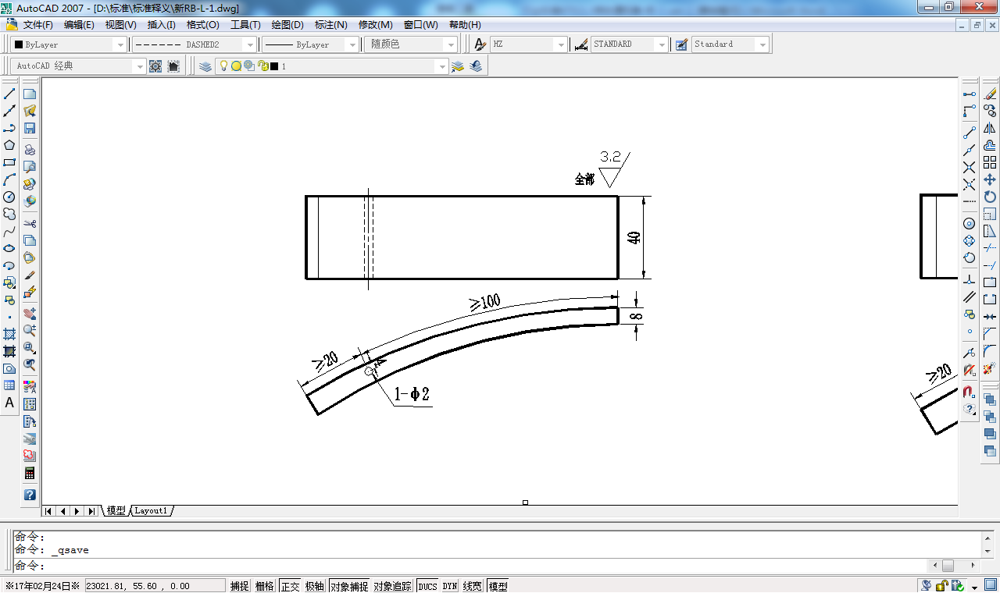 AutoCAD 2007 - [D:\标准\标准释义\新RB-L-1.dwg]
文件(F) 编辑(E) 视图(V) 插入(I) 格式(O) 工具(T) 绘图(D) 标注(N) 修改(M) 窗口(W) 帮助(H)
ByLayer DASHED2 ByLayer 随颜色 HZ STANDARD Standard
AutoCAD 经典 1
3.2
全部
40
≥100
8
≥20
4
1-ф2
≥20
A
模型 Layout1
命令:
命令: _qsave
命令:
※17年02月24日※ 23021.81, 55.60 , 0.00 捕捉 栅格 正交 极轴 对象捕捉 对象追踪 DUCS DYN 线宽 模型